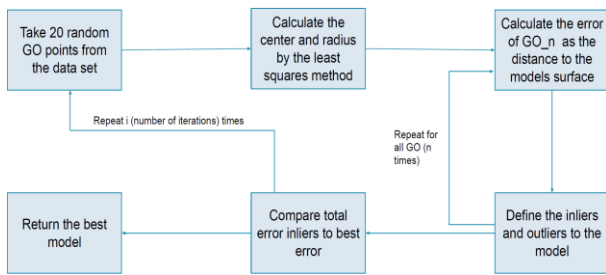 Take 20 random
GO points from
the data set
Calculate the
center and radius
by the least
squares method
Calculate the error
of GO_n as the
distance to the
models surface
Repeat i (number of iterations) times
Repeat for
all GO (n
times)
Return the best
model
Compare total
error inliers to best
error
Define the inliers
and outliers to the
model